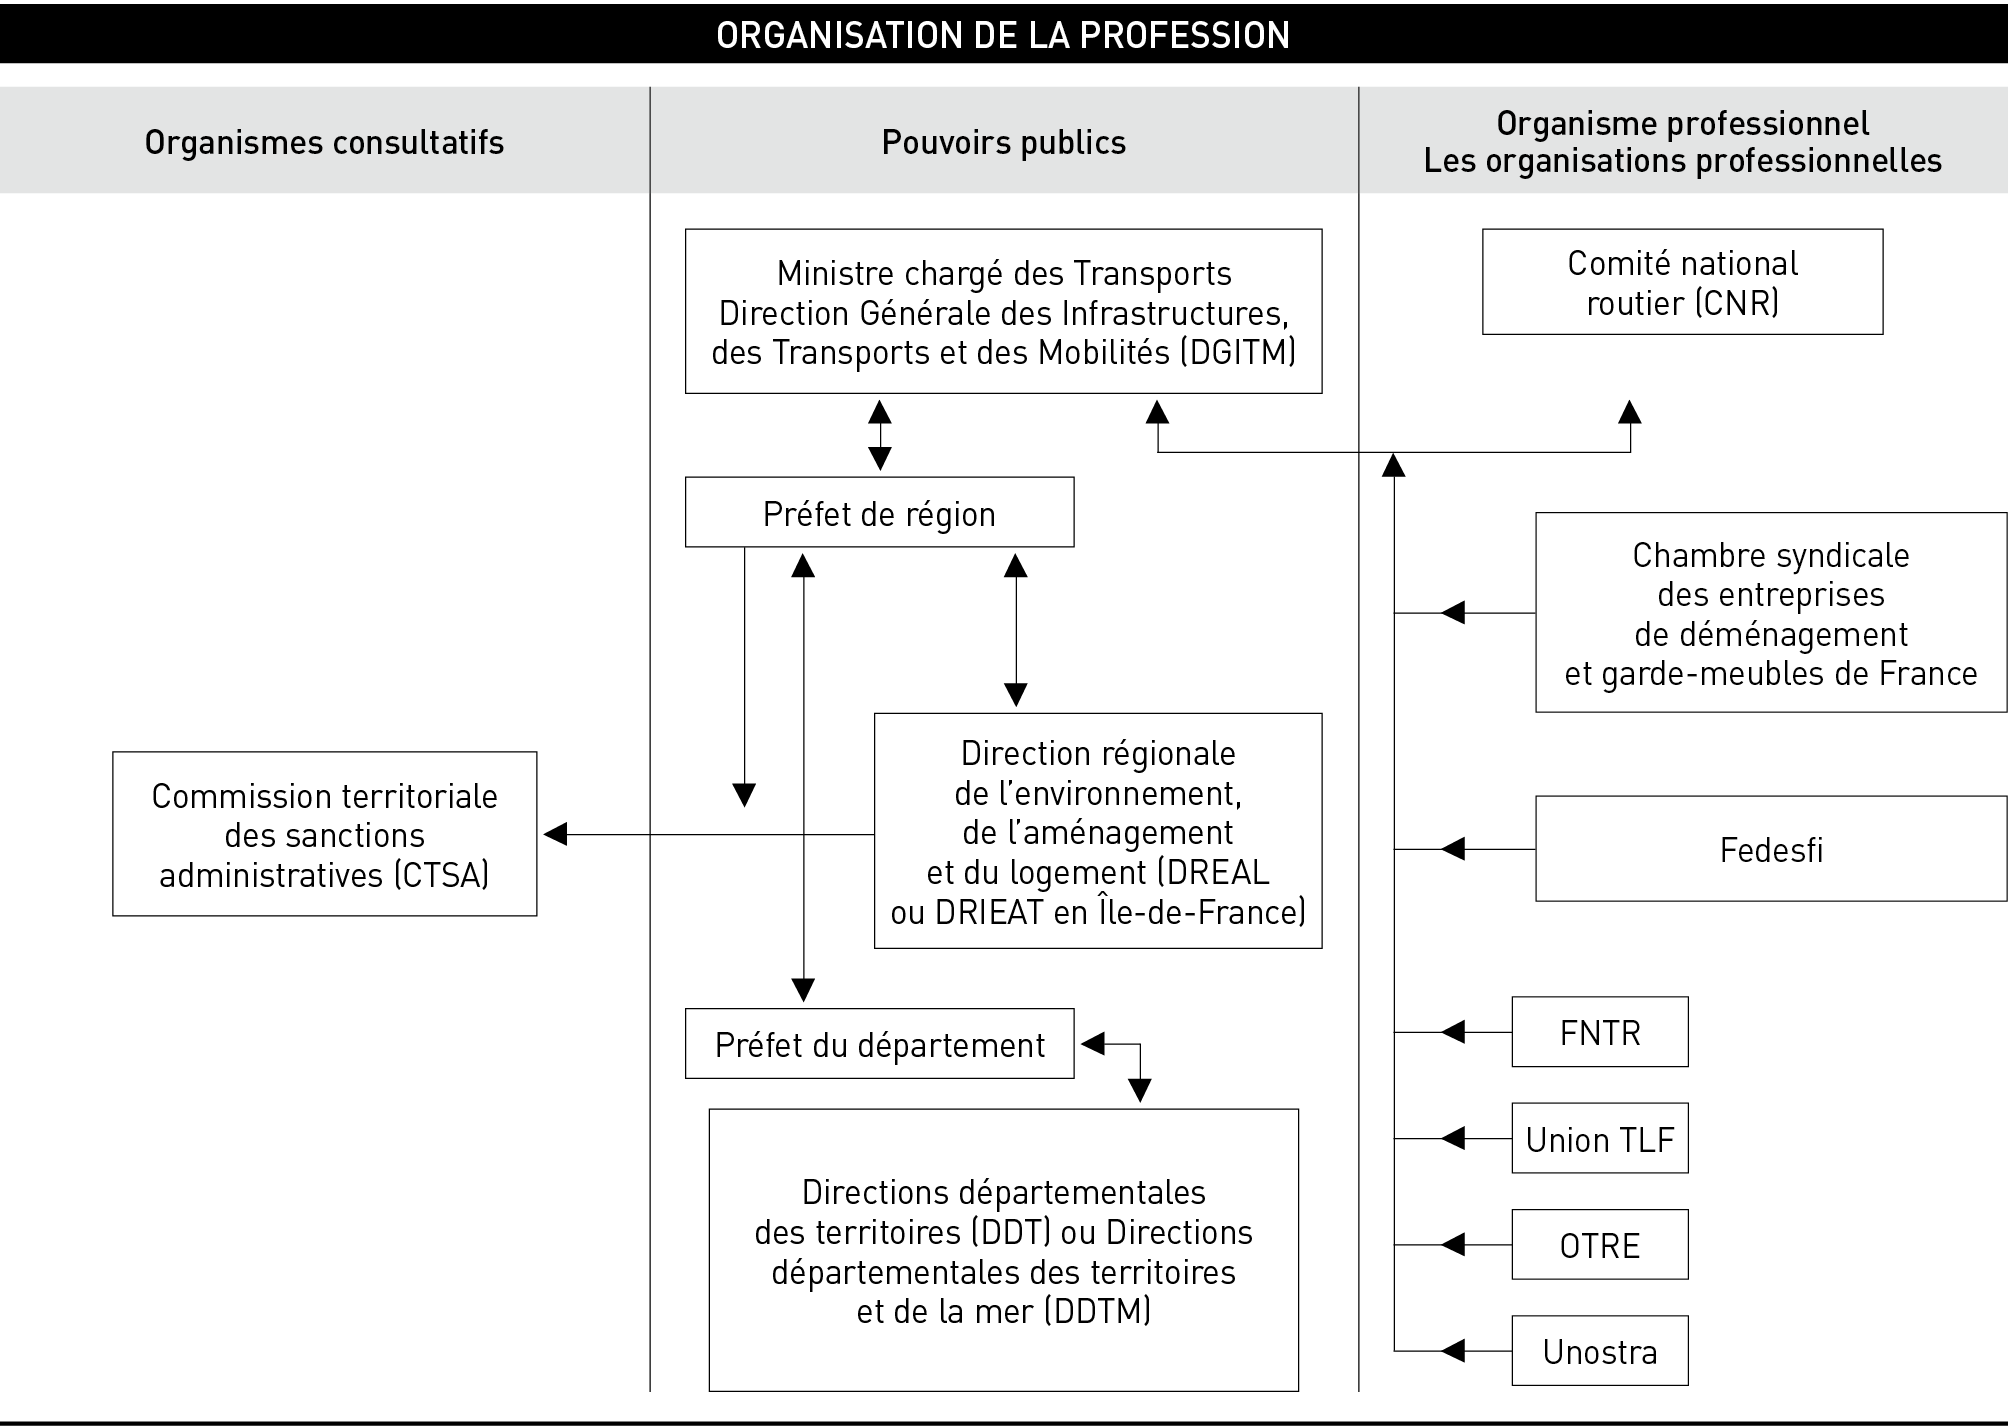 ORGANISATION DE LA PROFESSION
Organismes consultatifs
Pouvoirs publics
Organisme professionnel
Les organisations professionnelles
Ministre chargé des Transports
Direction Générale des Infrastructures,
des Transports et des Mobilités (DGITM)
Comité national
routier (CNR)
Préfet de région
Chambre syndicale
des entreprises
de déménagement
et garde-meubles de France
Commission territoriale
des sanctions
administratives (CTSA)
Direction régionale
de l’environnement,
de l’aménagement
et du logement (DREAL
ou DRIEAT en Île-de-France)
Fedesfi
Préfet du département
FNTR
Union TLF
Directions départementales
des territoires (DDT) ou Directions
départementales des territoires
et de la mer (DDTM)
OTRE
Unostra